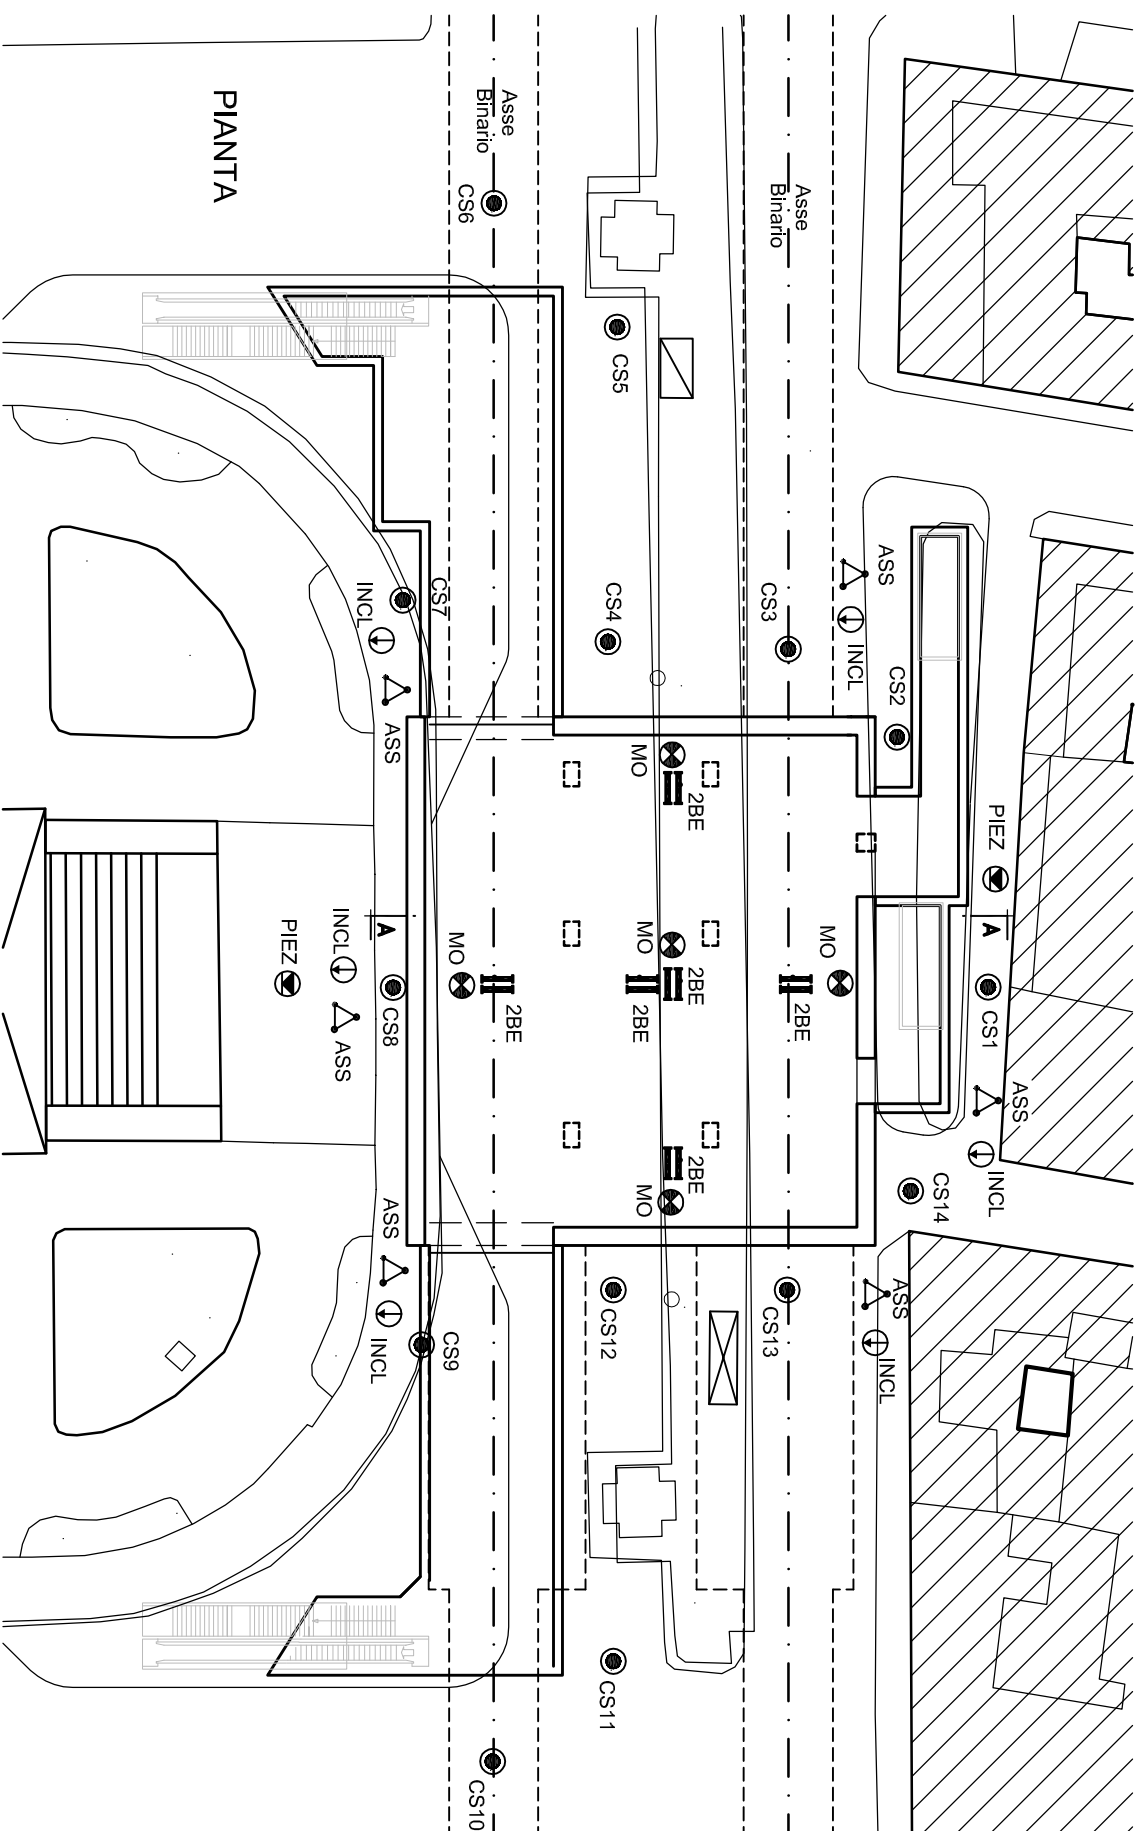 ASS
PIEZ
A
CS1
INCL
CS14
CS2
ASS
ASS
INCL
INCL
MO
Asse
Binario
2BE
CS3
CS13
2BE
2BE
2BE
MO
MO
2BE
MO
CS5
CS4
CS12
CS11
Asse
Binario
2BE
CS6
CS10
MO
CS7
CS9
ASS
A
CS8
ASS
INCL
INCL
INCL
ASS
PIEZ
PIANTA